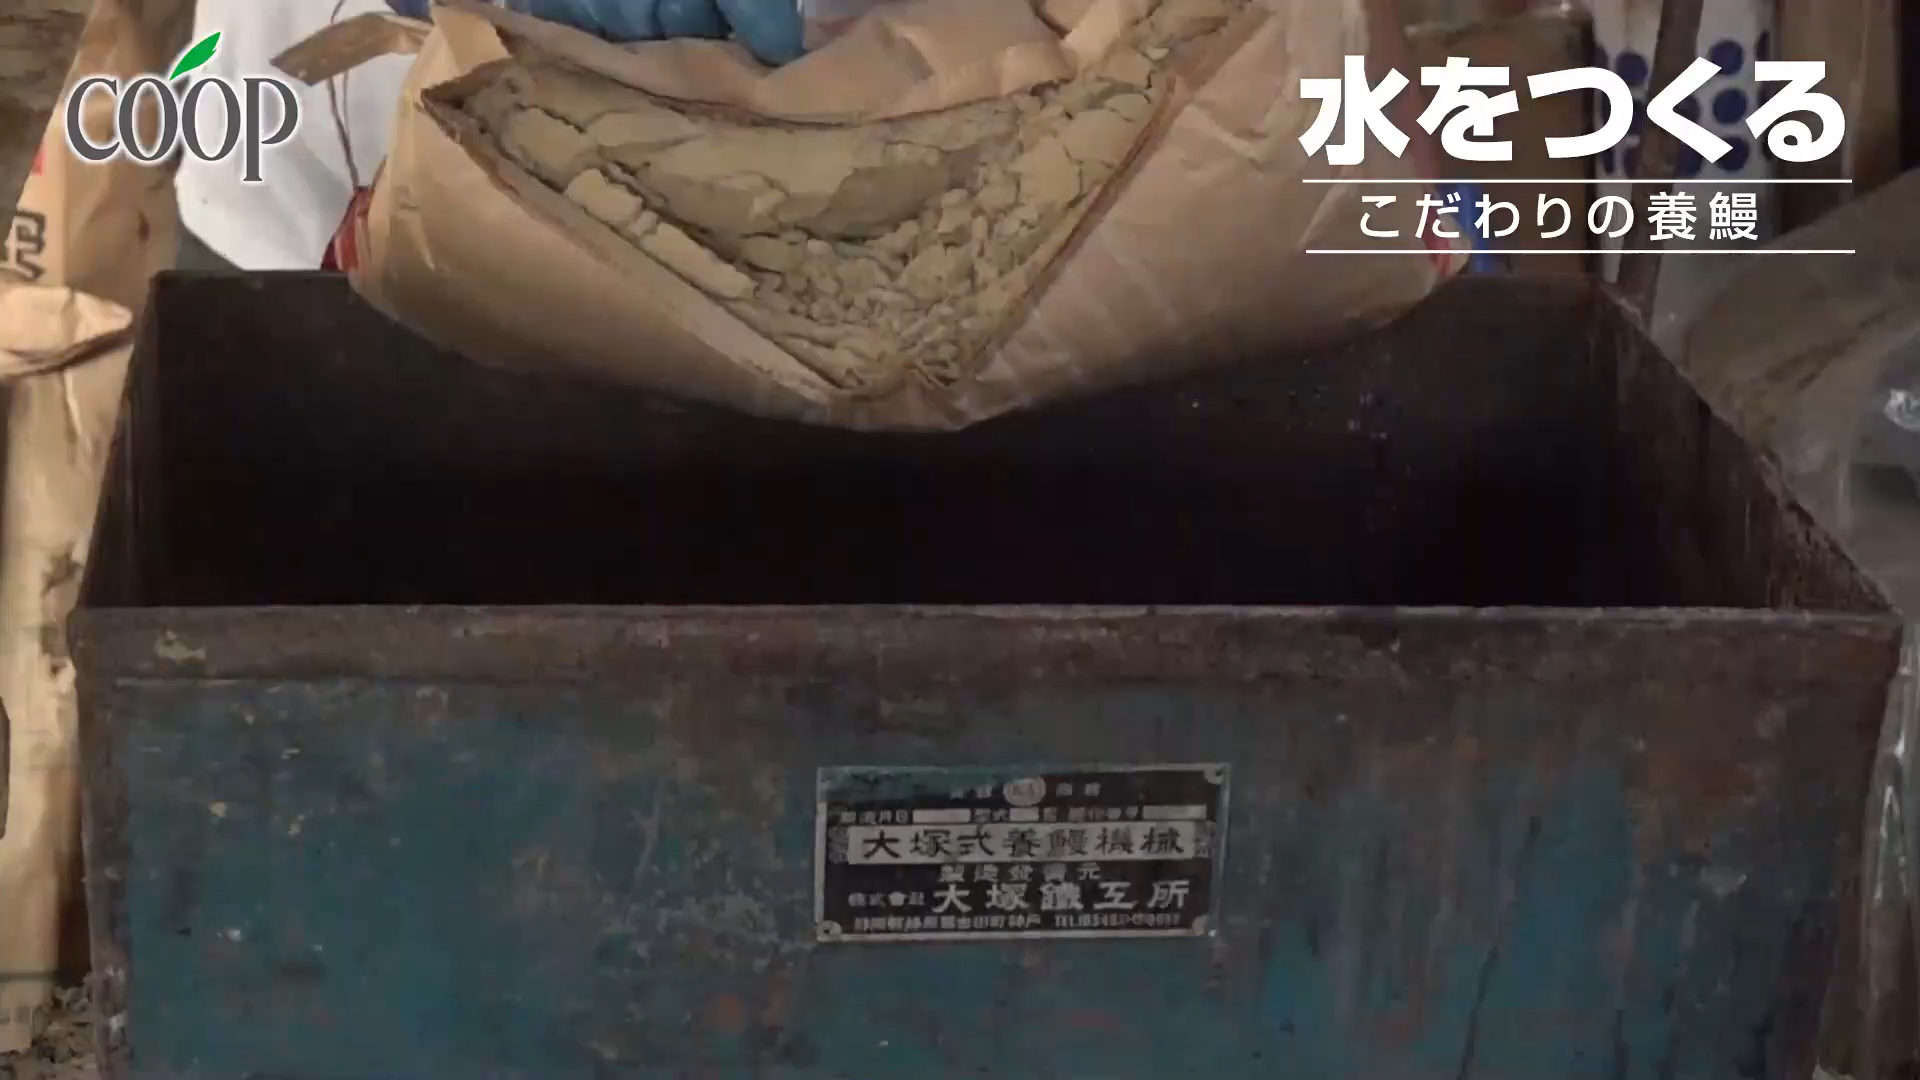 COOP
水をつくる
こだわりの養鰻
大塚式養鰻機械
製造発賣元
株式會社 大塚鐵工所